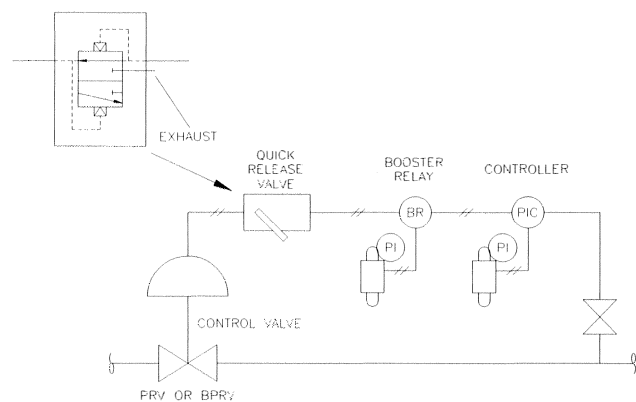 EXHAUST
QUICK
RELEASE
VALVE
BOOSTER
RELAY
CONTROLLER
BR
PIC
PI
PI
CONTROL VALVE
PRV OR BPRV